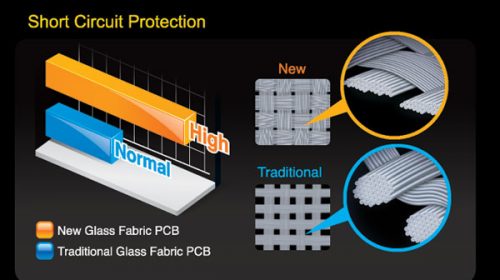 Short Circuit Protection
High
Normal
New
Traditional
New Glass Fabric PCB
Traditional Glass Fabric PCB